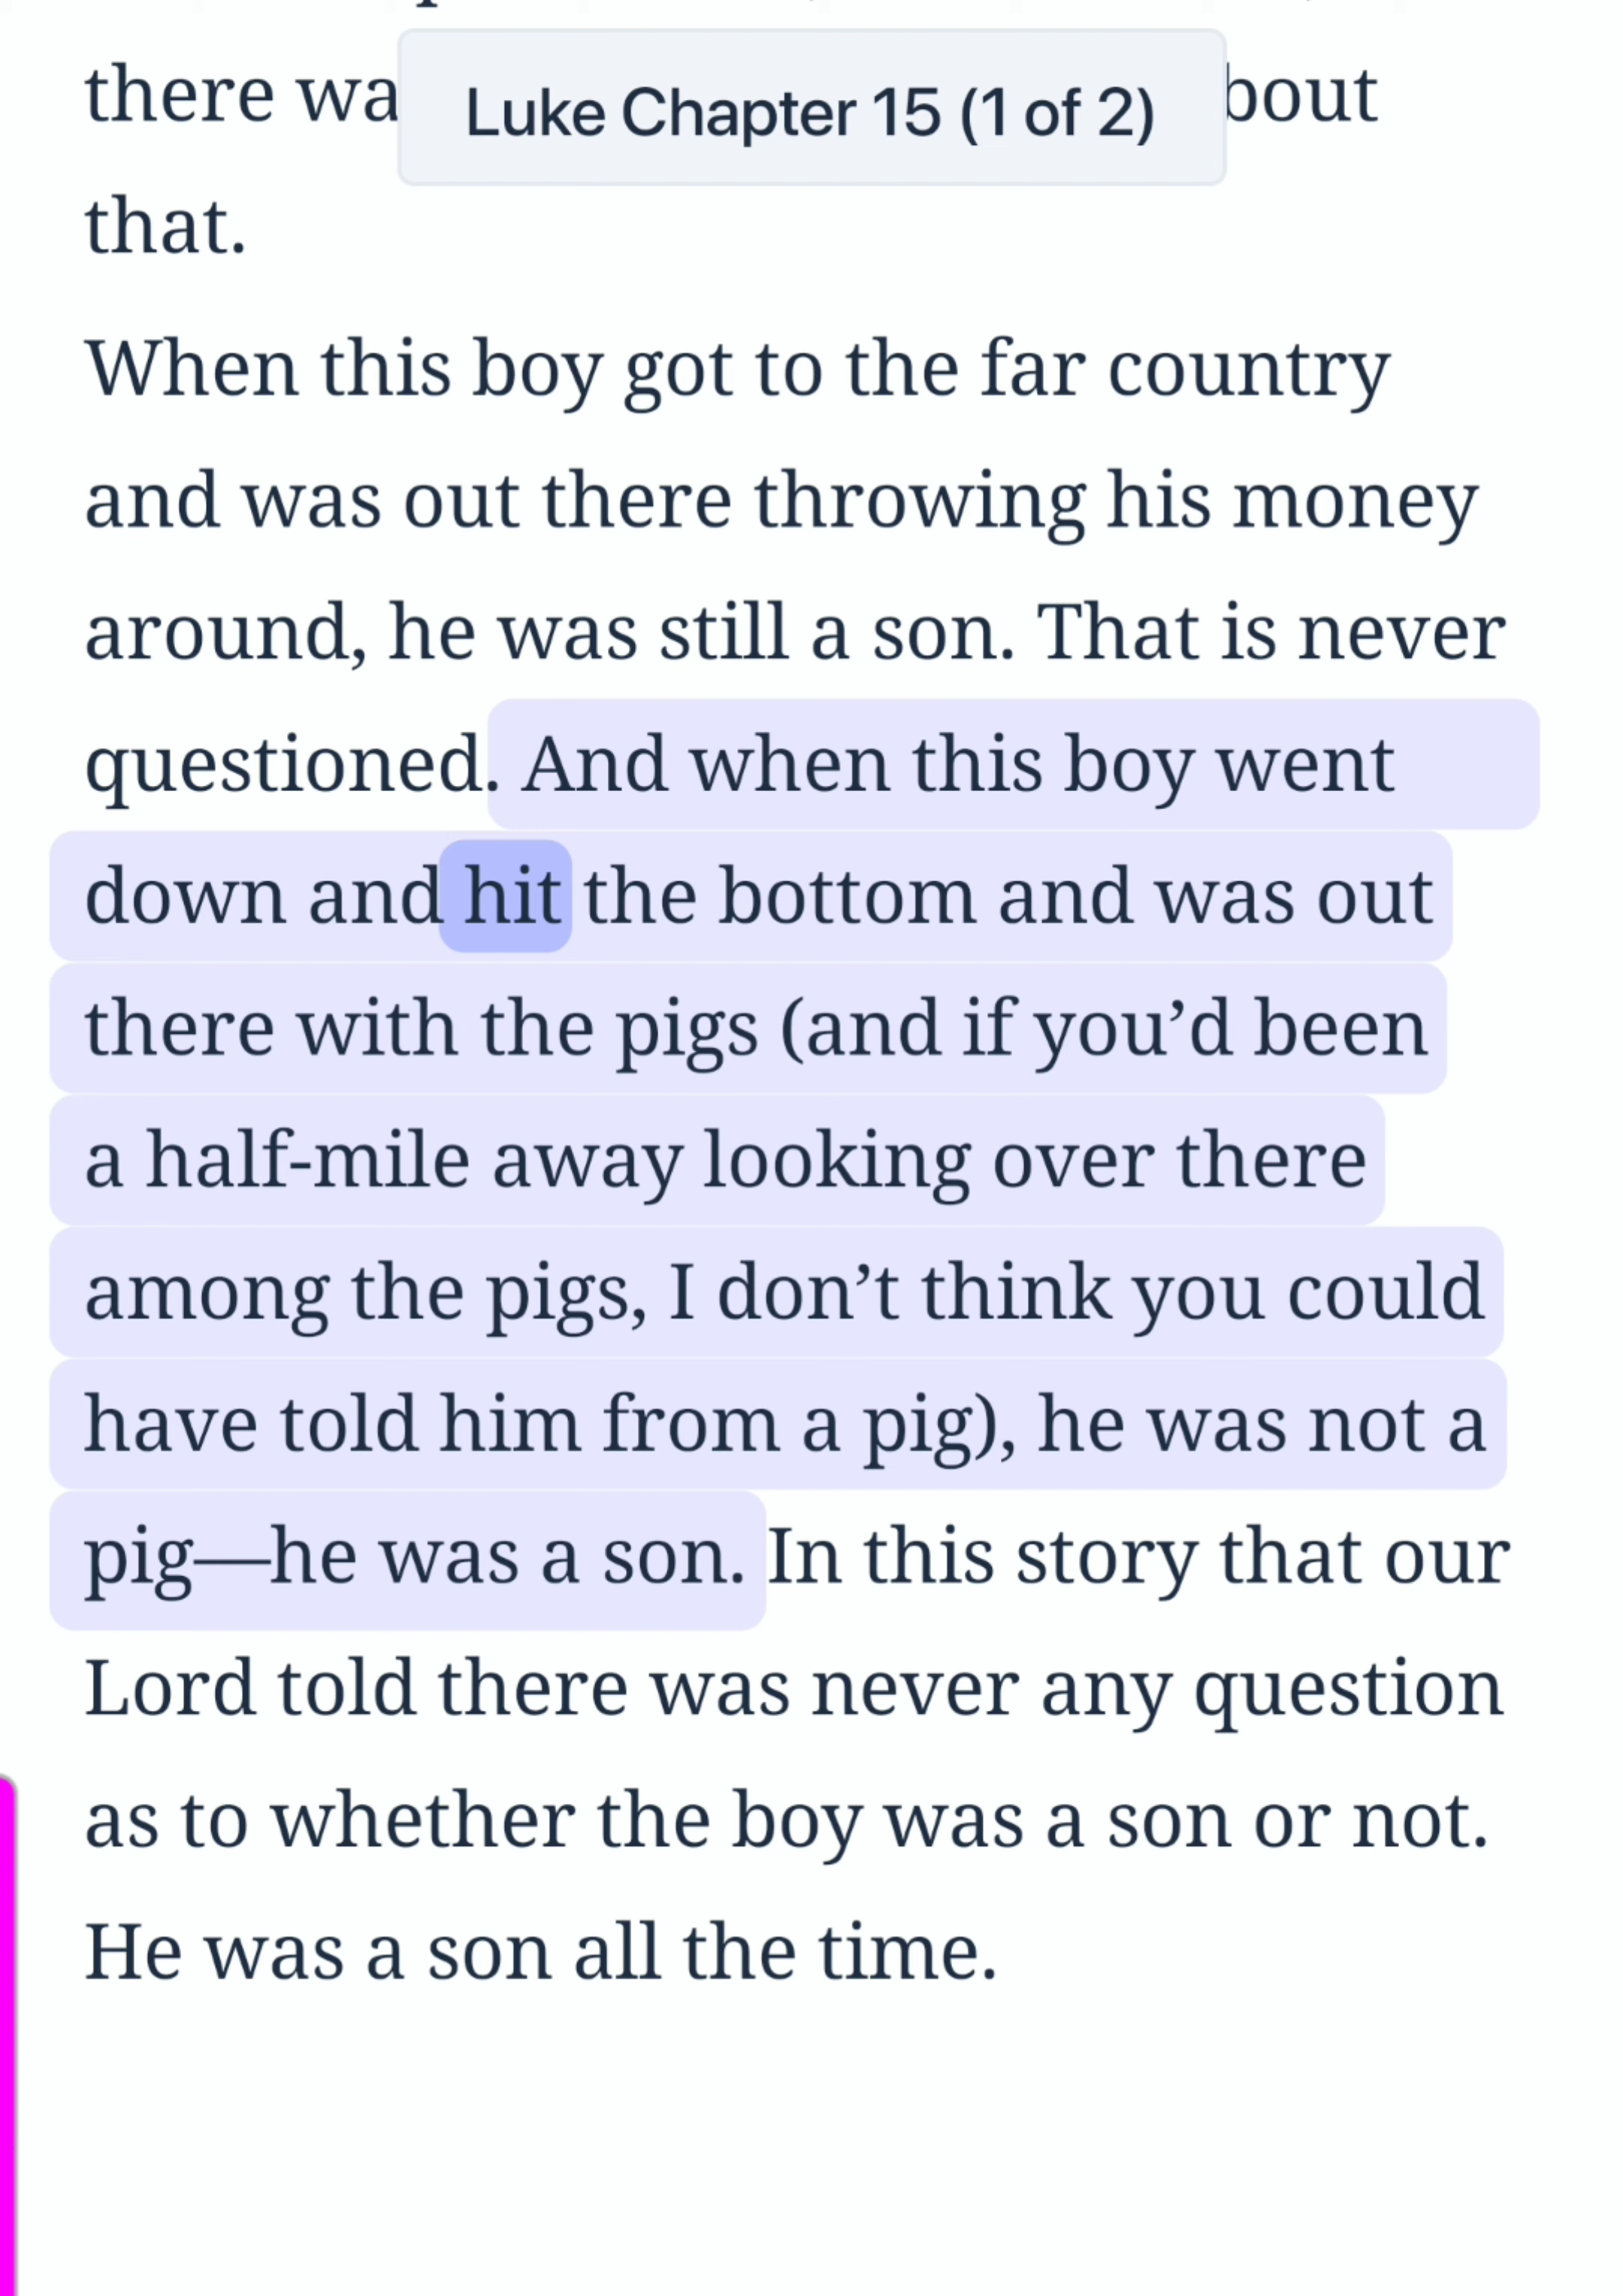 Luke Chapter 15 (1 of 2)
there
that.
When this boy got to the far country
and was out there throwing his money
around, he was still a son. That is never
questioned. And when this boy went
down and hit the bottom and was out
there with the pigs (and if you’d been
a half-mile away looking over there
among the pigs, I don’t think you could
have told him from a pig), he was not a
pig—he was a son. In this story that our
Lord told there was never any question
as to whether the boy was a son or not.
He was a son all the time.